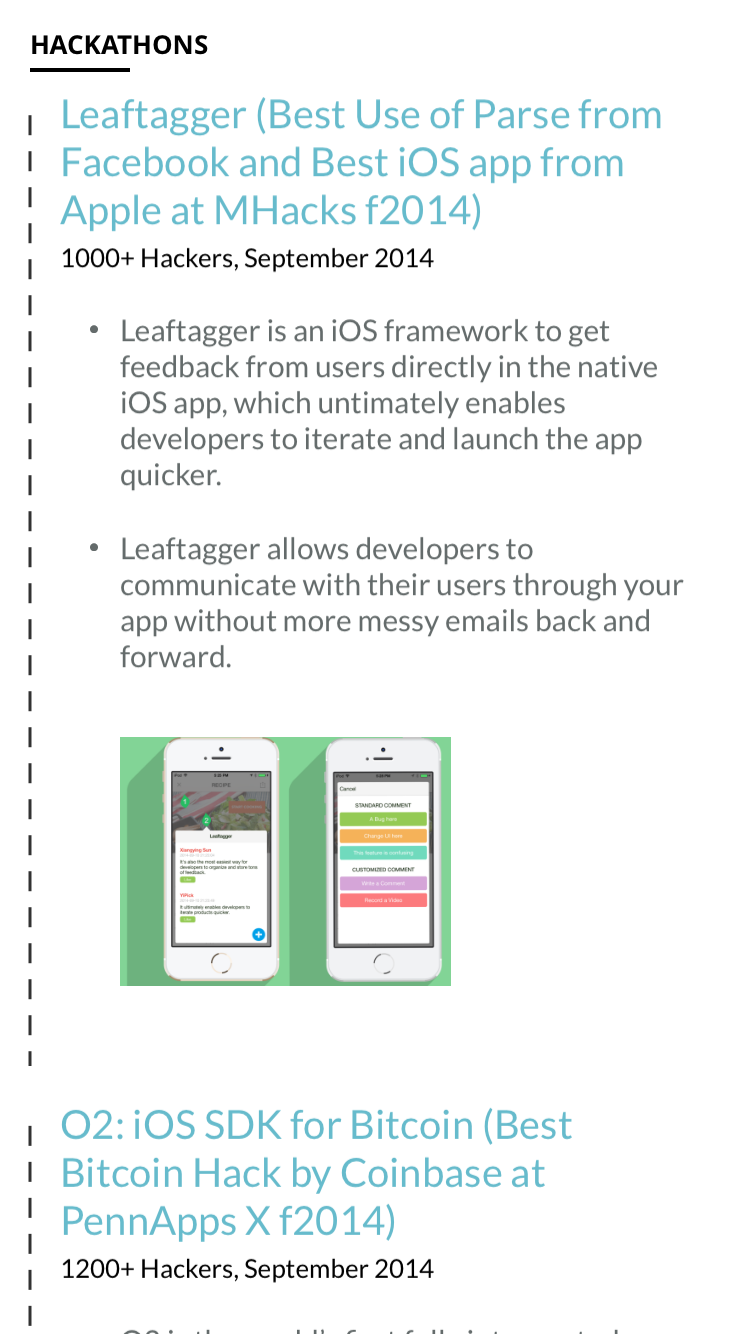 HACKATHONS
Leaftagger (Best Use of Parse from
Facebook and Best iOS app from
Apple at MHacks f2014)
1000+ Hackers, September 2014
• Leaftagger is an iOS framework to get
feedback from users directly in the native
iOS app, which untimately enables
developers to iterate and launch the app
quicker.
• Leaftagger allows developers to
communicate with their users through your
app without more messy emails back and
forward.
RECIPE
1
2
Leaftagger
Xiangying Sun
It's also the most easiest way for
developers to organize and store tons
of feedback.
YiPick
It ultimately enables developers to
iterate products quicker.
Cancel
STANDARD COMMENT
A Bug here
Change UI here
This feature is confusing
CUSTOMIZED COMMENT
Write a Comment
Record a Video
O2: iOS SDK for Bitcoin (Best
Bitcoin Hack by Coinbase at
PennApps X f2014)
1200+ Hackers, September 2014